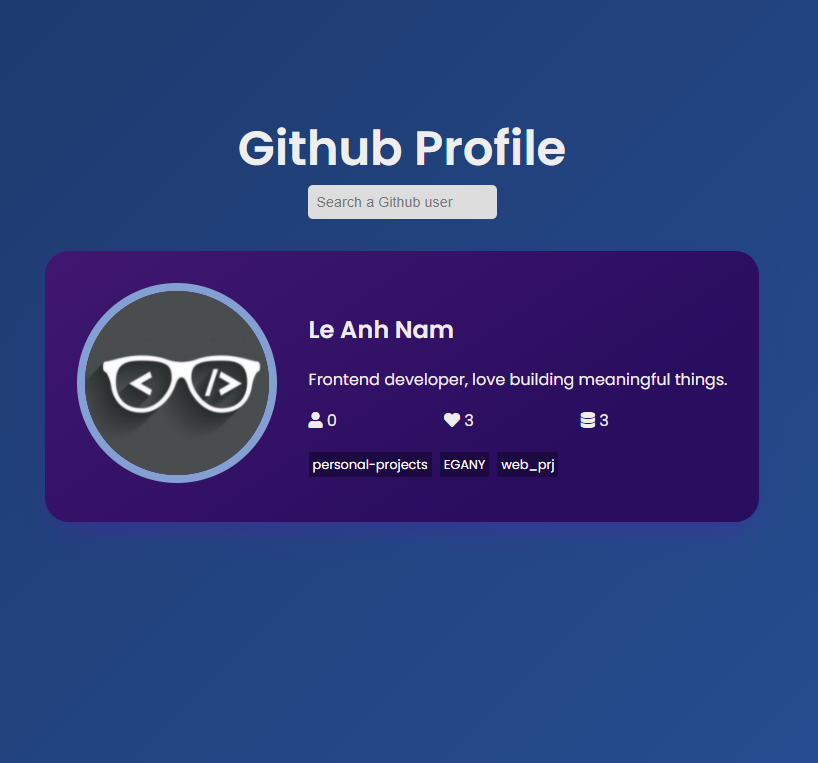 Github Profile
Search a Github user
Le Anh Nam
Frontend developer, love building meaningful things.
0 3 3
personal-projects EGANY web_prj
< />